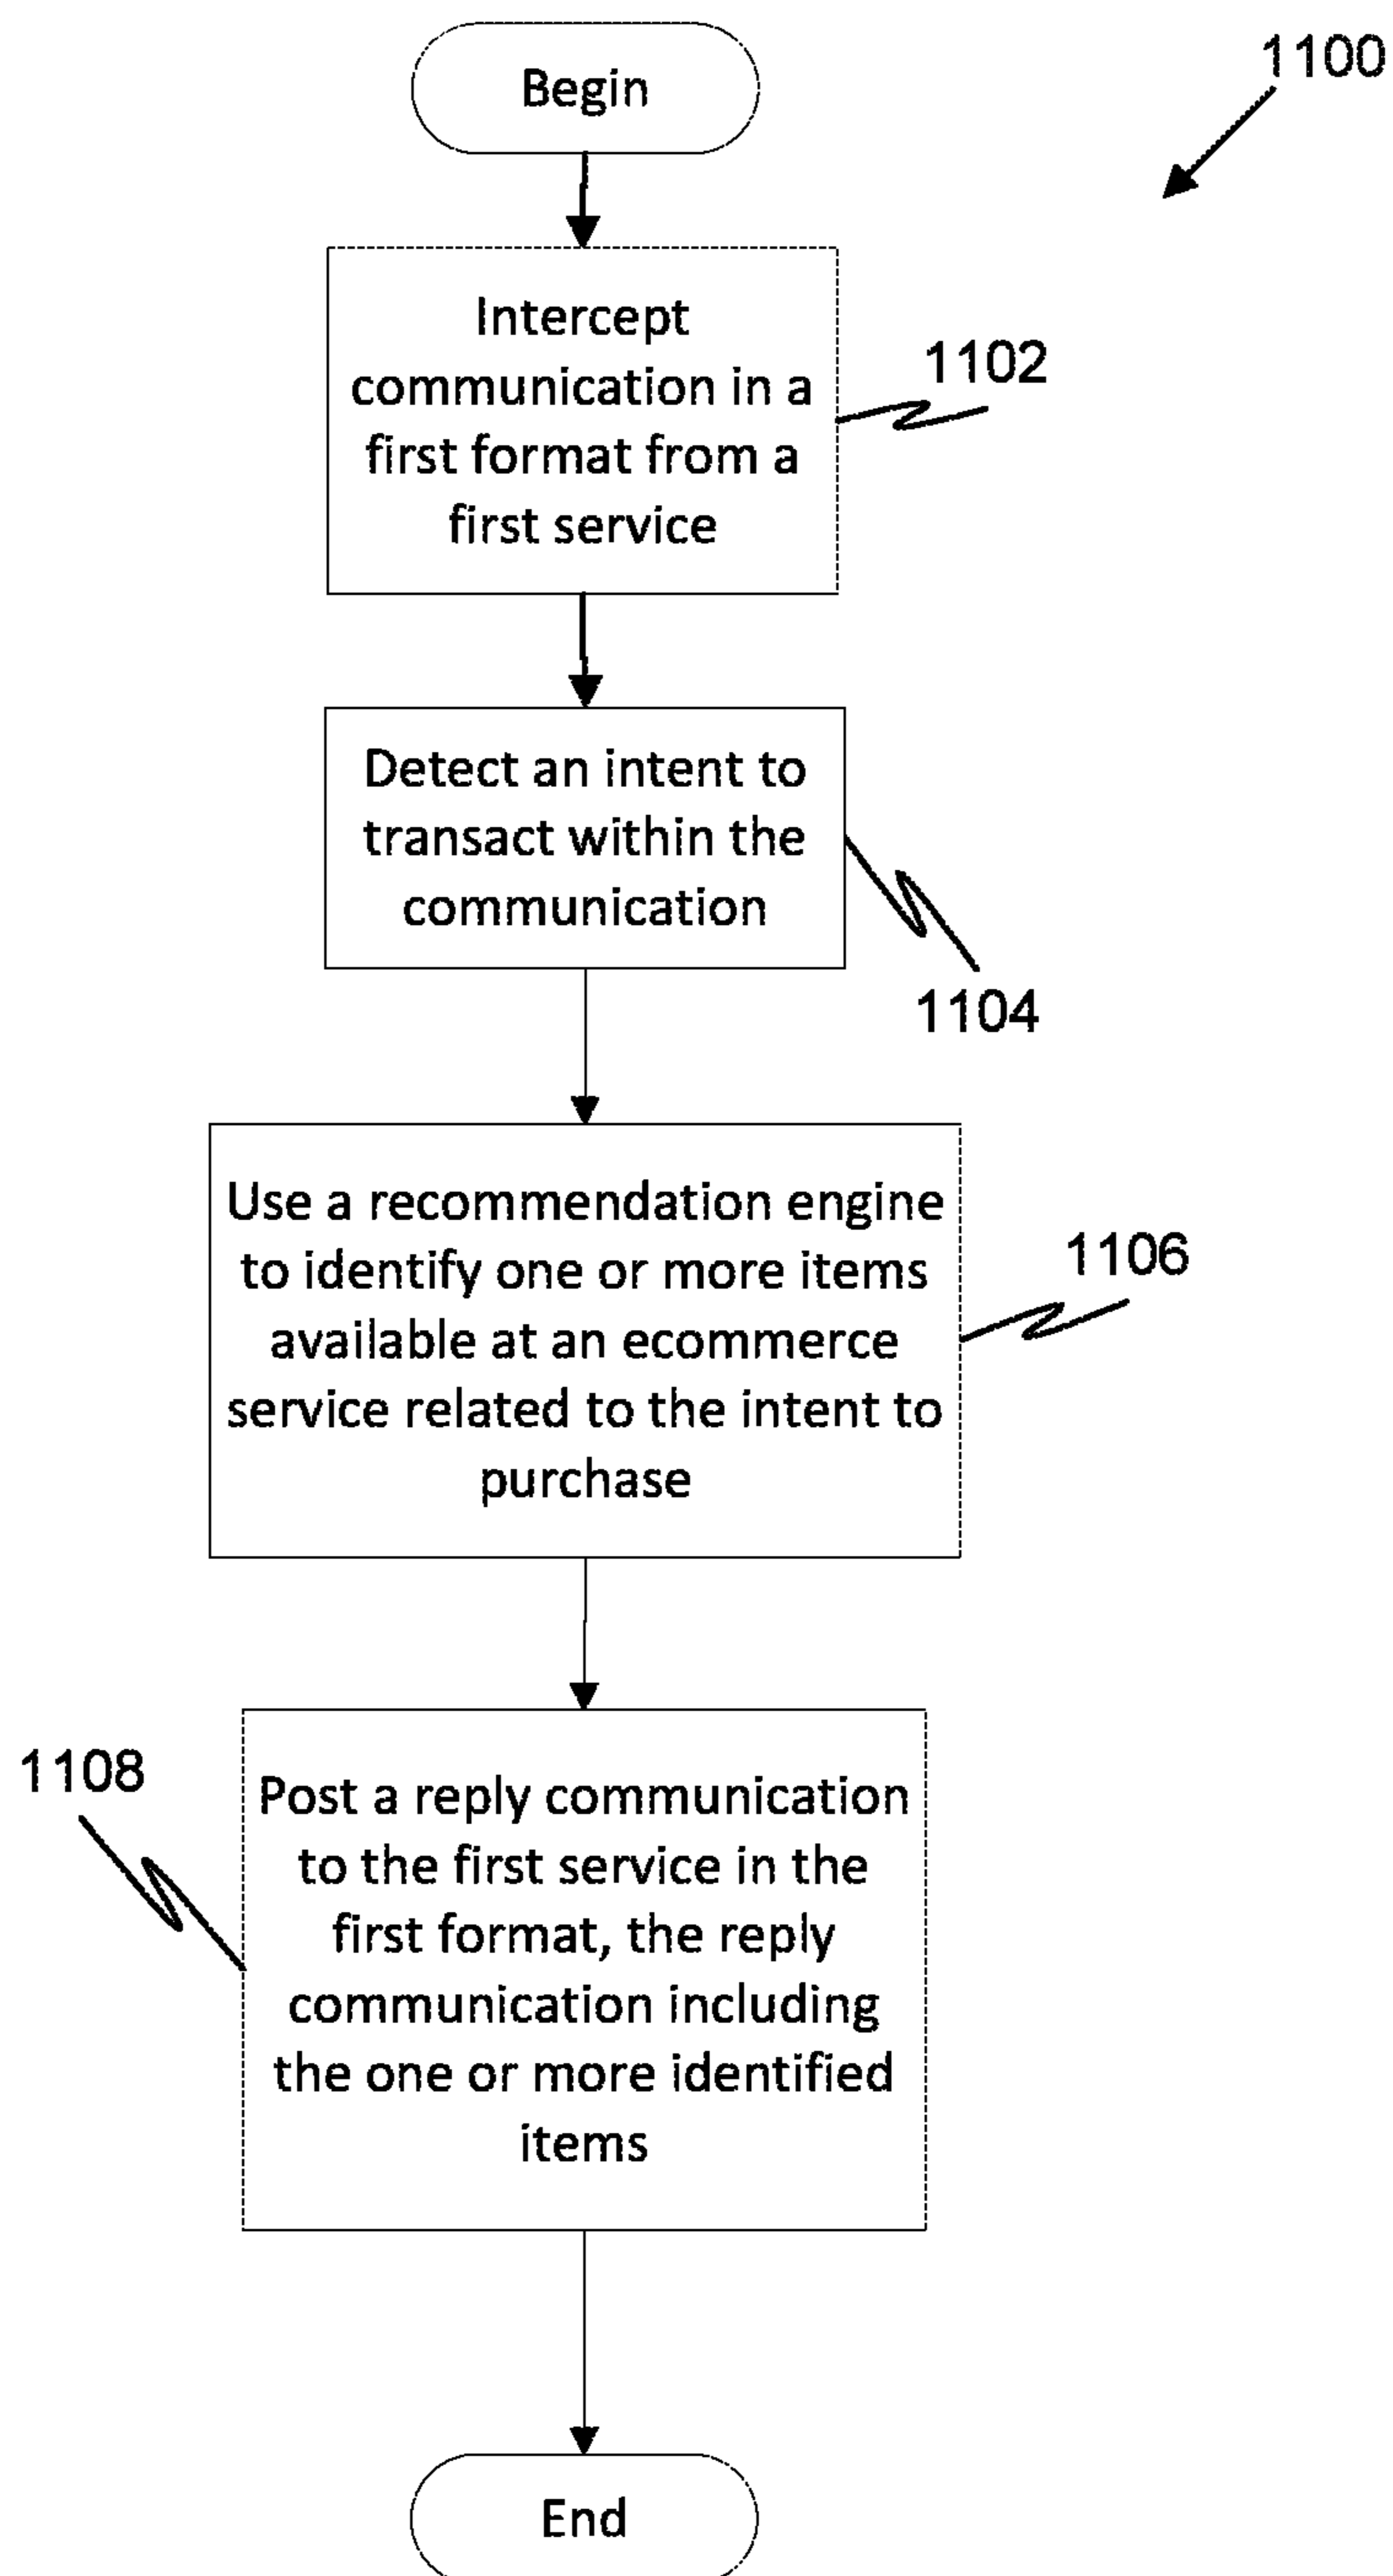 Begin
1100
Intercept
communication in a
first format from a
first service
1102
Detect an intent to
transact within the
communication
1104
Use a recommendation engine
to identify one or more items
available at an ecommerce
service related to the intent to
purchase
1106
1108
Post a reply communication
to the first service in the
first format, the reply
communication including
the one or more identified
items
End